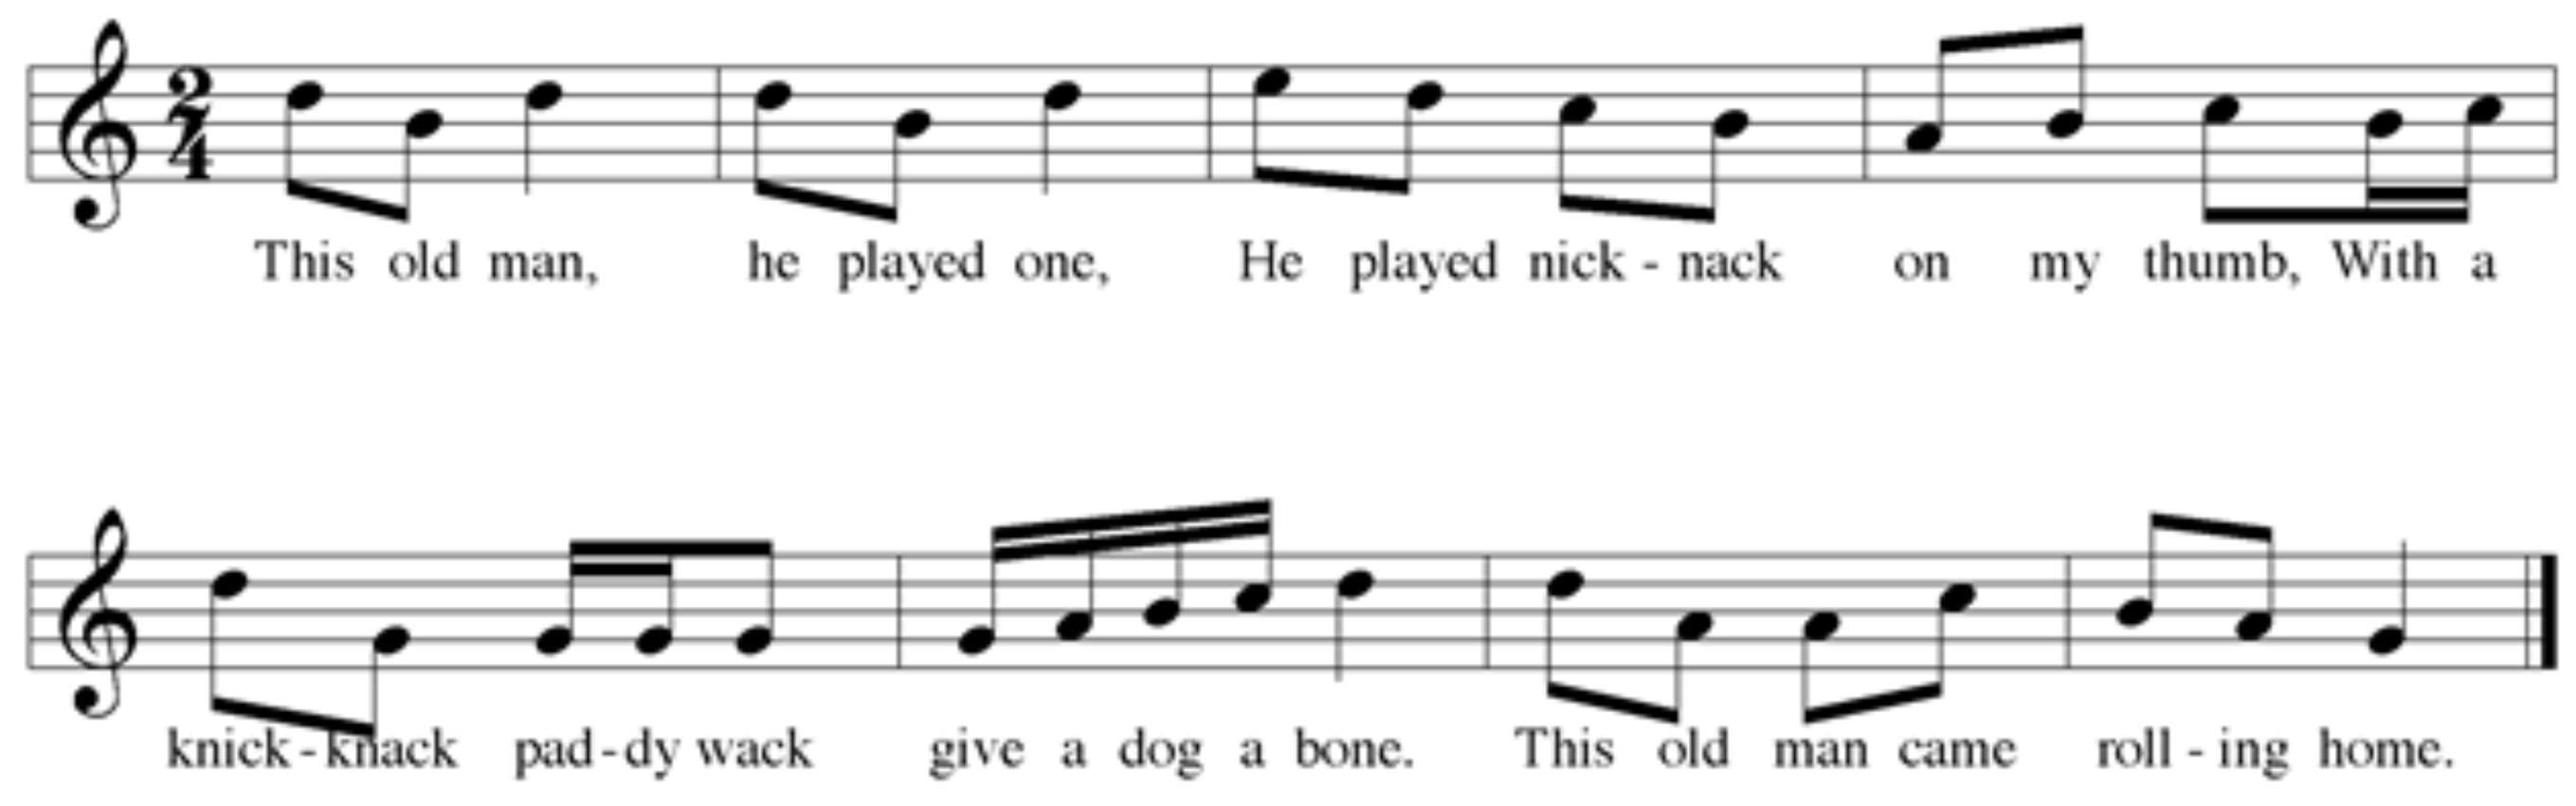 2
4
This old man, he played one, He played nick - nack on my thumb, With a
knick - knack pad - dy wack give a dog a bone. This old man came roll - ing home.